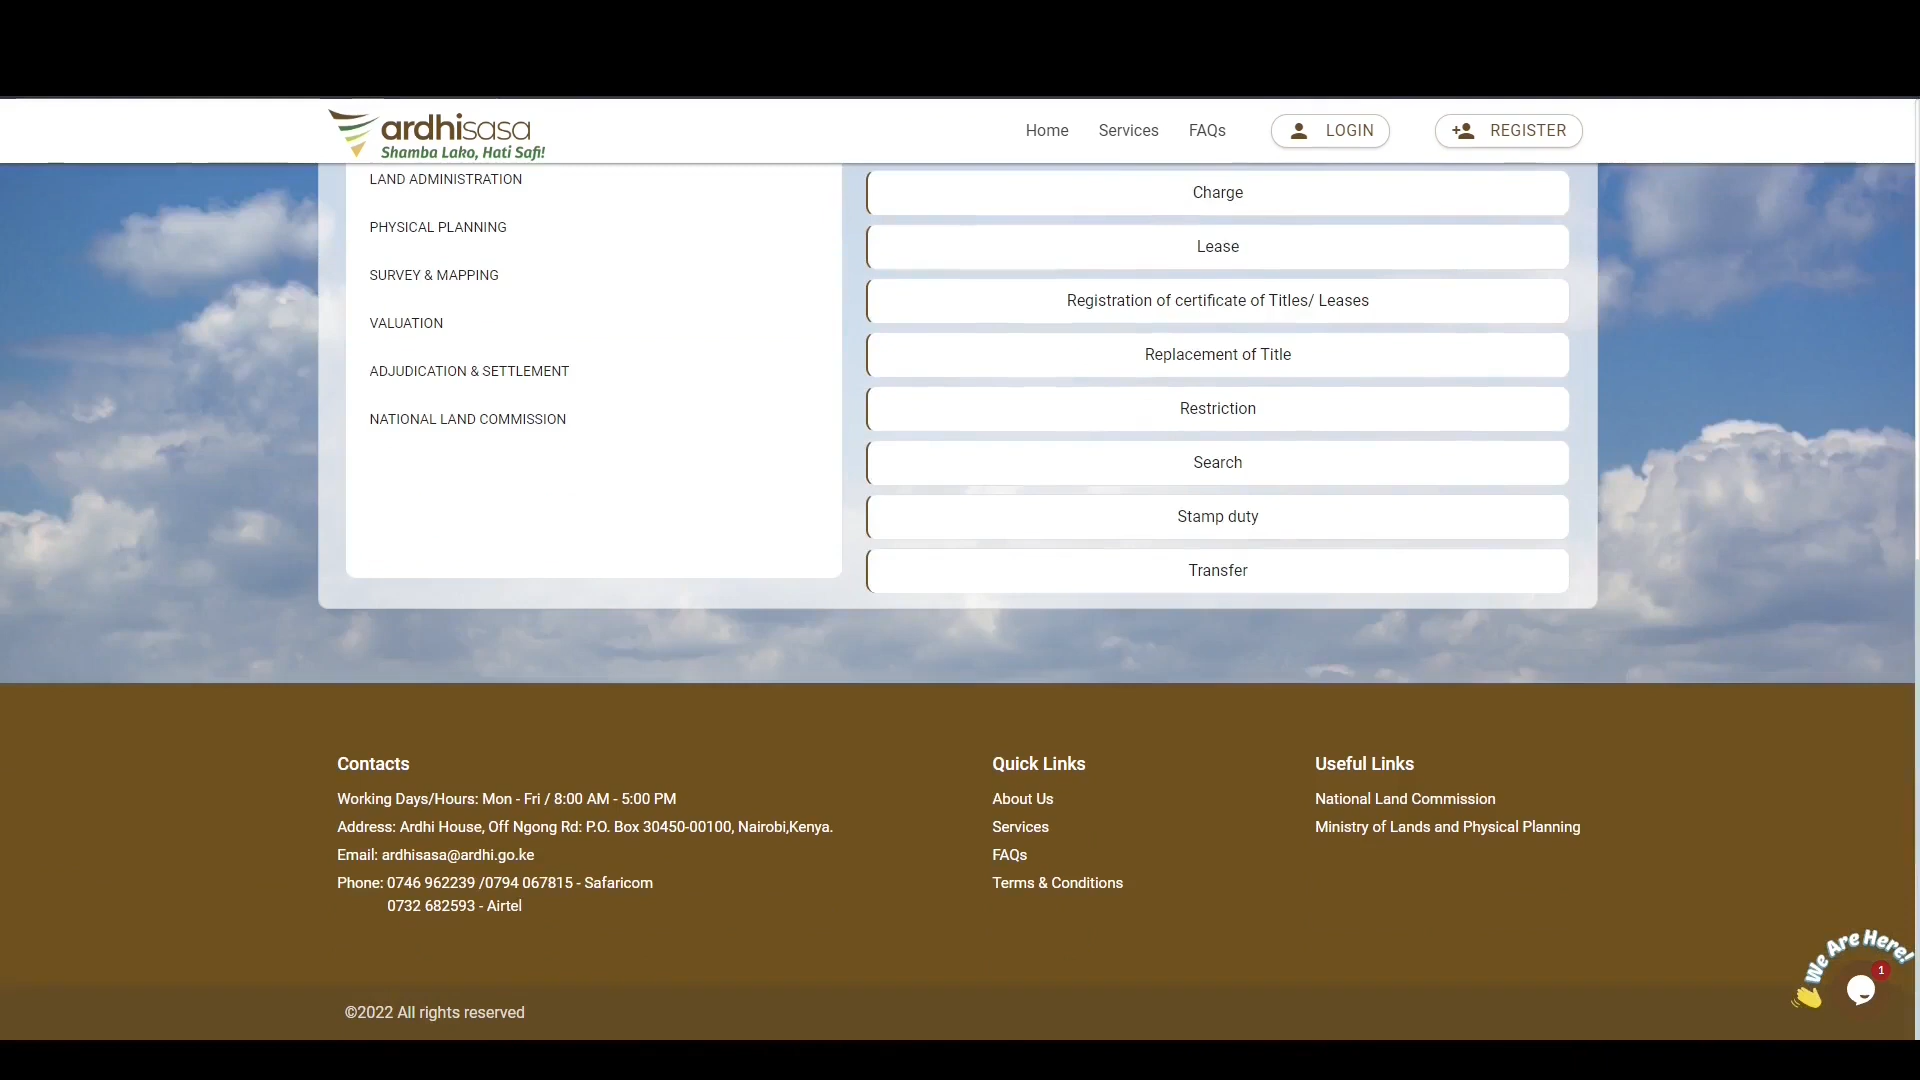 ardhisasa
Shamba Lako, Hati Safi!
Home
Services
FAQs
LOGIN
REGISTER
LAND ADMINISTRATION
PHYSICAL PLANNING
SURVEY & MAPPING
VALUATION
ADJUDICATION & SETTLEMENT
NATIONAL LAND COMMISSION
Charge
Lease
Registration of certificate of Titles/ Leases
Replacement of Title
Restriction
Search
Stamp duty
Transfer
Contacts
Working Days/Hours: Mon - Fri / 8:00 AM - 5:00 PM
Address: Ardhi House, Off Ngong Rd: P.O. Box 30450-00100, Nairobi,Kenya.
Email: ardhisasa@ardhi.go.ke
Phone: 0746 962239 /0794 067815 - Safaricom
0732 682593 - Airtel
Quick Links
About Us
Services
FAQs
Terms & Conditions
Useful Links
National Land Commission
Ministry of Lands and Physical Planning
We Are Here!
1
©2022 All rights reserved